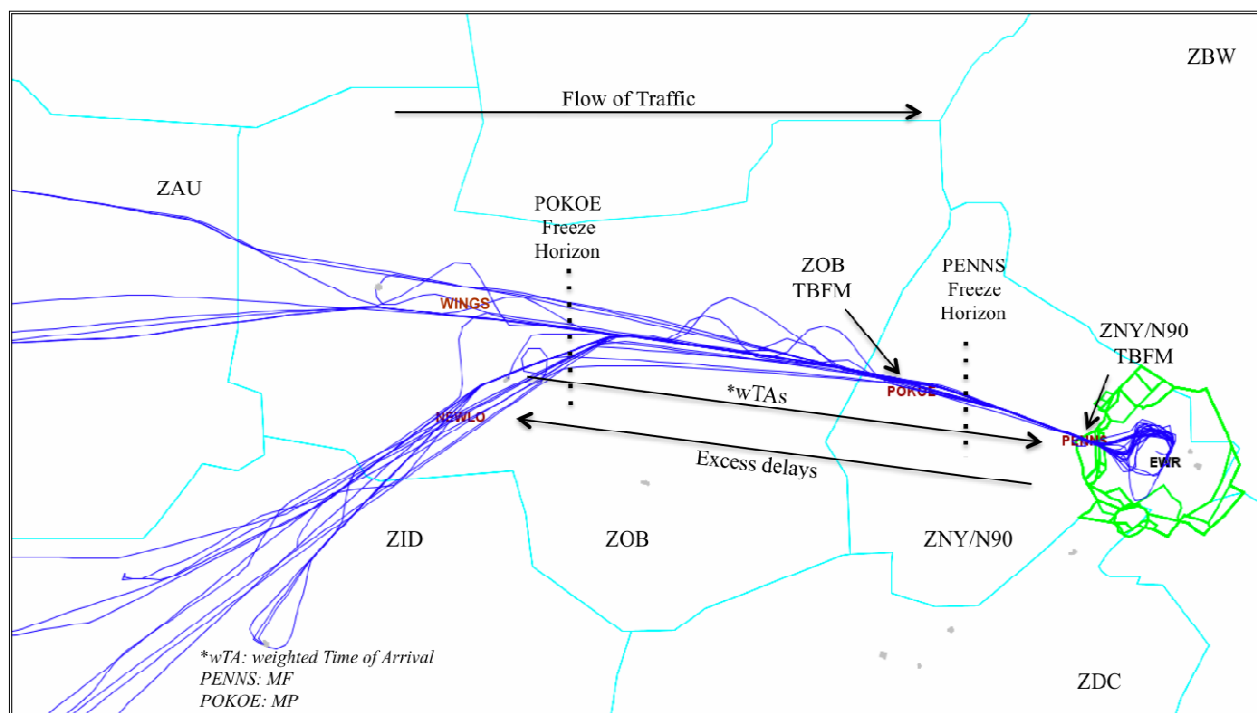 ZBW
Flow of Traffic
ZAU
POKOE
Freeze
Horizon
ZOB
TBFM
PENNS
Freeze
Horizon
WINGS
ZNY/N90
TBFM
POKOE
*wTAs
NEWLO
PENNS
Excess delays
EWR
ZID
ZOB
ZNY/N90
*wTA: weighted Time of Arrival
PENNS: MF
POKOE: MP
ZDC